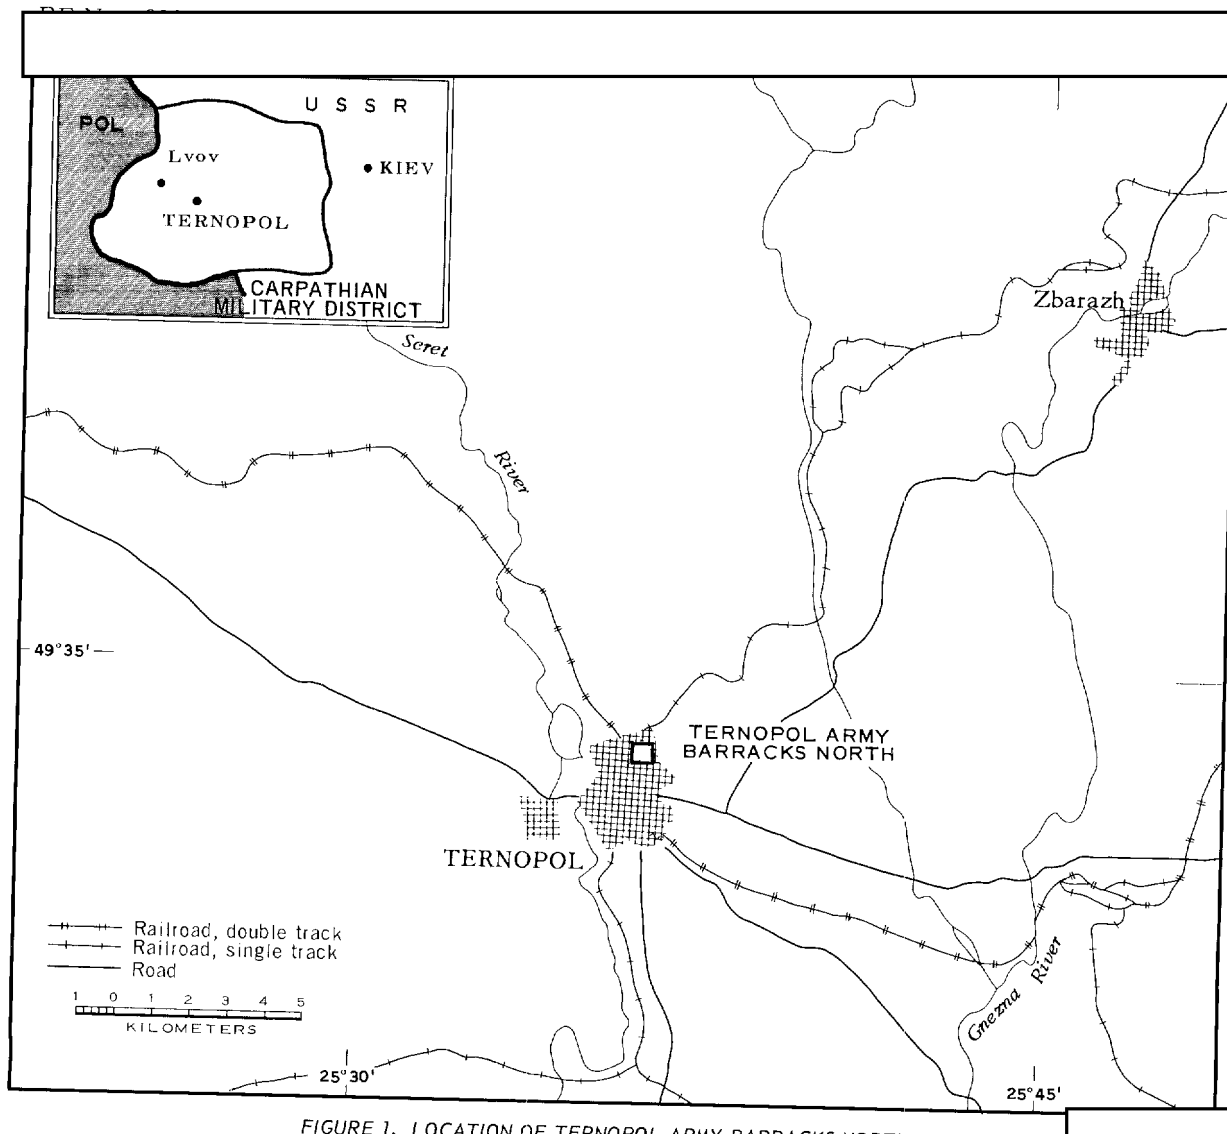 U S S R
POL
Lvov
KIEV
TERNOPOL
CARPATHIAN
MILITARY DISTRICT
Seret
River
Zbarazh
49°35'
TERNOPOL ARMY
BARRACKS NORTH
TERNOPOL
Railroad, double track
Railroad, single track
Road
1 0 1 2 3 4 5
KILOMETERS
Gnezna River
25°30'
25°45'
FIGURE 1. LOCATION OF TERNOPOL ARMY BARRACKS NORTH